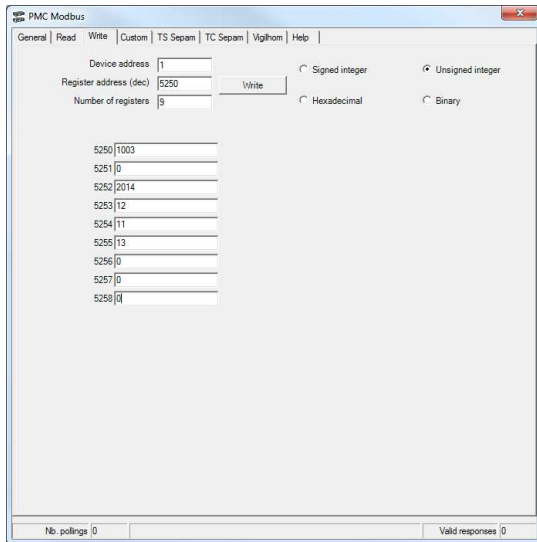 PMC Modbus
General Read Write Custom TS Sepam TC Sepam Vigilhom Help
Device address 1
Signed integer Unsigned integer
Register address (dec) 5250 Write
Number of registers 9
Hexadecimal Binary
5250 1003
5251 0
5252 2014
5253 12
5254 11
5255 13
5256 0
5257 0
5258 0
Nb. pollings 0 Valid responses 0